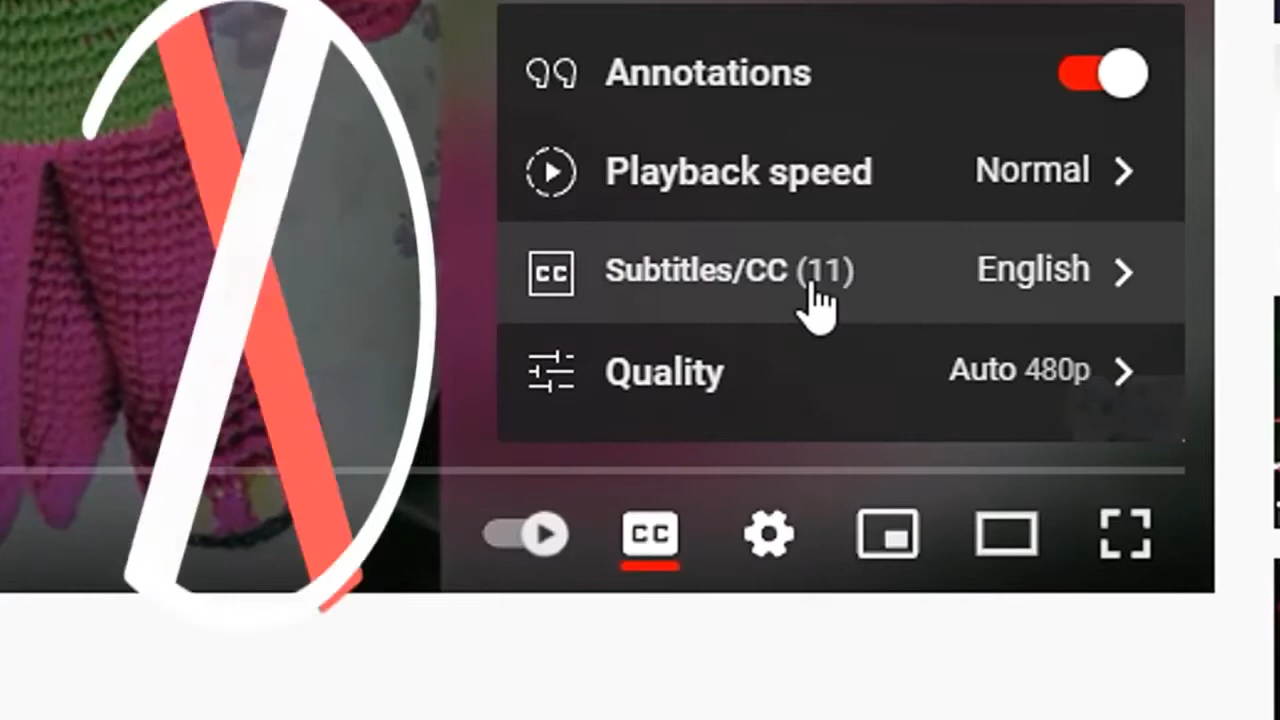 Annotations
Playback speed Normal
Subtitles/CC (11) English
Quality Auto 480p
CC